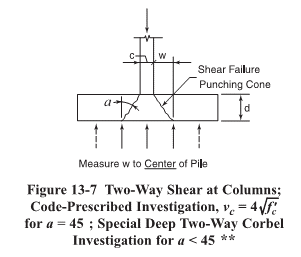 c
w
Shear Failure
Punching Cone
a
d
Measure w to Center of Pile
Figure 13-7 Two-Way Shear at Columns;
Code-Prescribed Investigation, v_c = 4√f'_c
for a = 45 ; Special Deep Two-Way Corbel
Investigation for a < 45 **